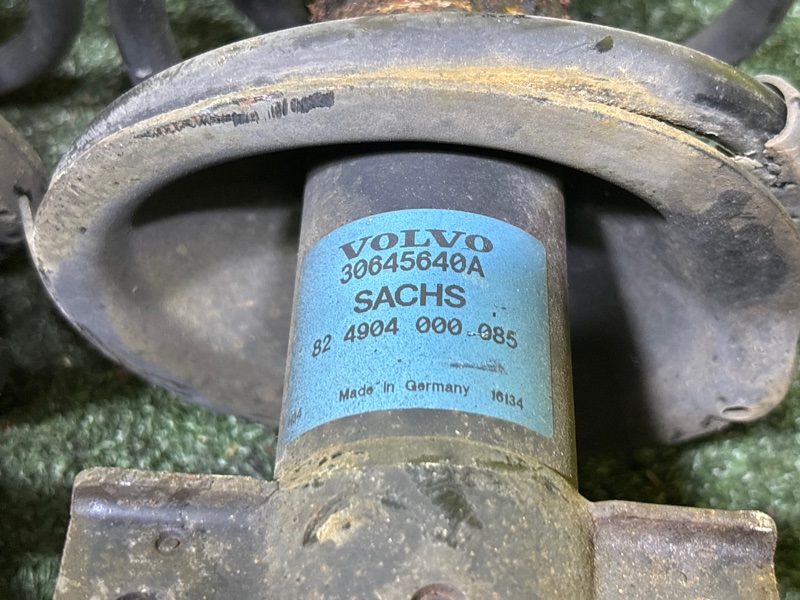 VOLVO
30645640A
SACHS
82 4904 000 085
Made in Germany 16134